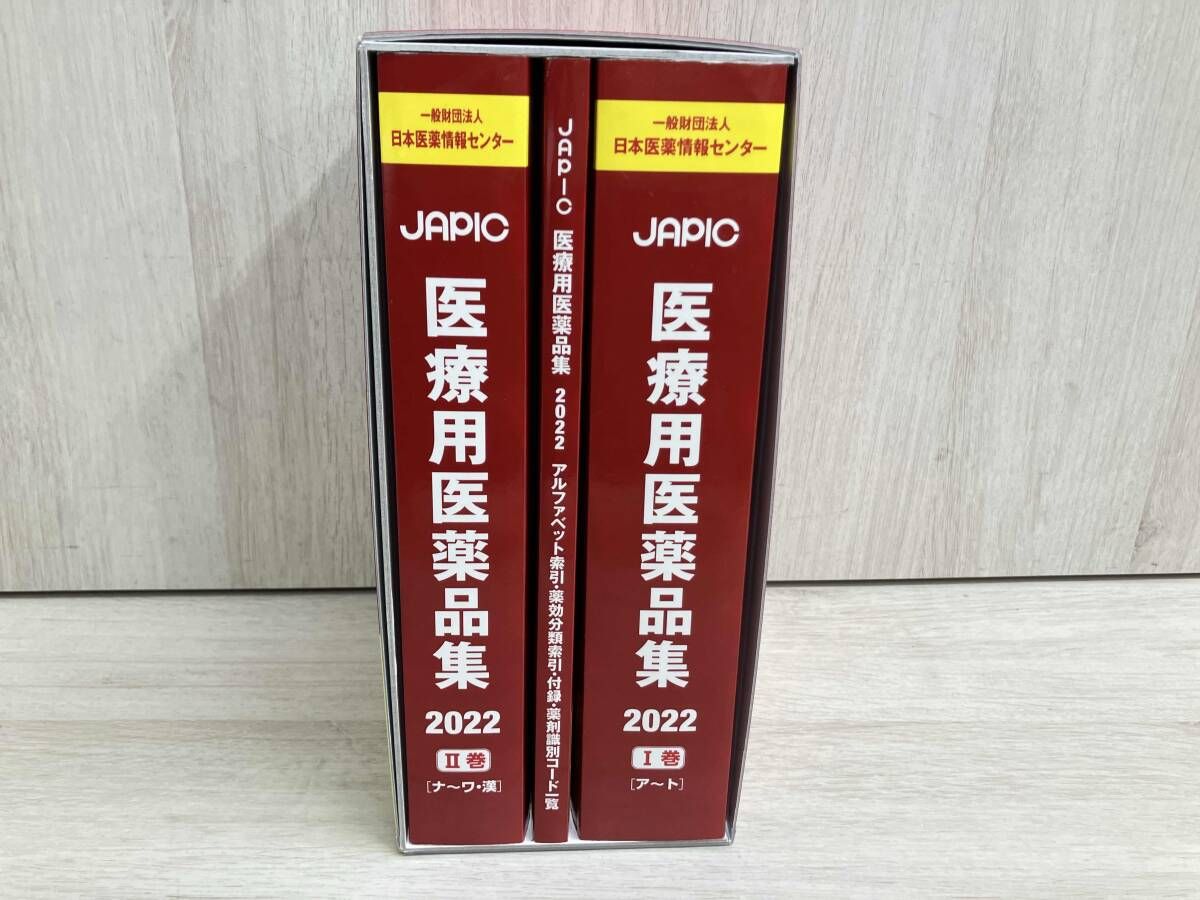 一般財団法人
日本医薬情報センター
JAPIC
医療用医薬品集
2022
II巻
[ナ〜ワ・漢]
JAPIC 医療用医薬品集 2022 アルファベット索引・薬効分類索引・付録・薬剤識別コード一覧
一般財団法人
日本医薬情報センター
JAPIC
医療用医薬品集
2022
I巻
[ア〜ト]